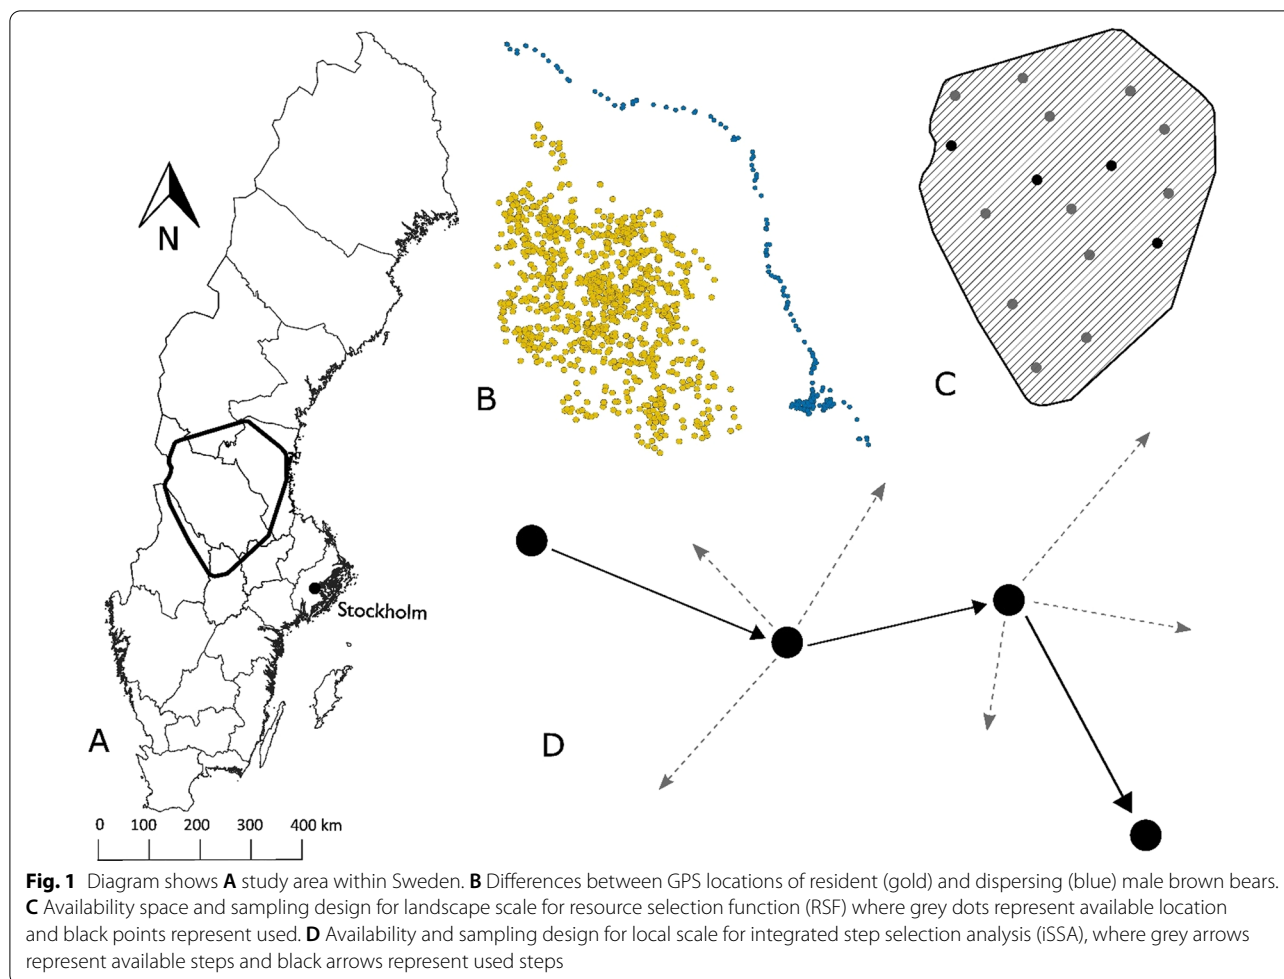 N
B
C
Stockholm
A
D
0 100 200 300 400 km
Fig. 1 Diagram shows A study area within Sweden. B Differences between GPS locations of resident (gold) and dispersing (blue) male brown bears.
C Availability space and sampling design for landscape scale for resource selection function (RSF) where grey dots represent available location
and black points represent used. D Availability and sampling design for local scale for integrated step selection analysis (iSSA), where grey arrows
represent available steps and black arrows represent used steps